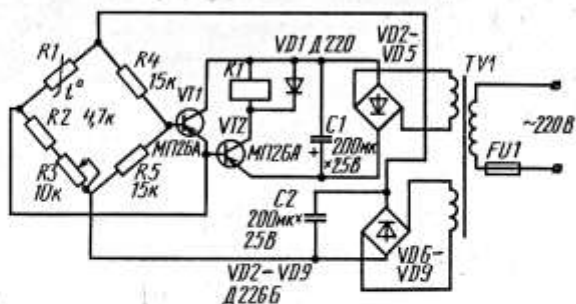 R1
t°
R2 4,7к
R3
10к
R4
15к
R5
15к
VT1
МП26А
К1
VT2
МП26А
VD1 Д220
C1
200мк
×25В
+
VD2–
VD5
TV1
~220В
FU1
C2
200мк×
25В
VD6–
VD9
VD2–VD9
Д226Б